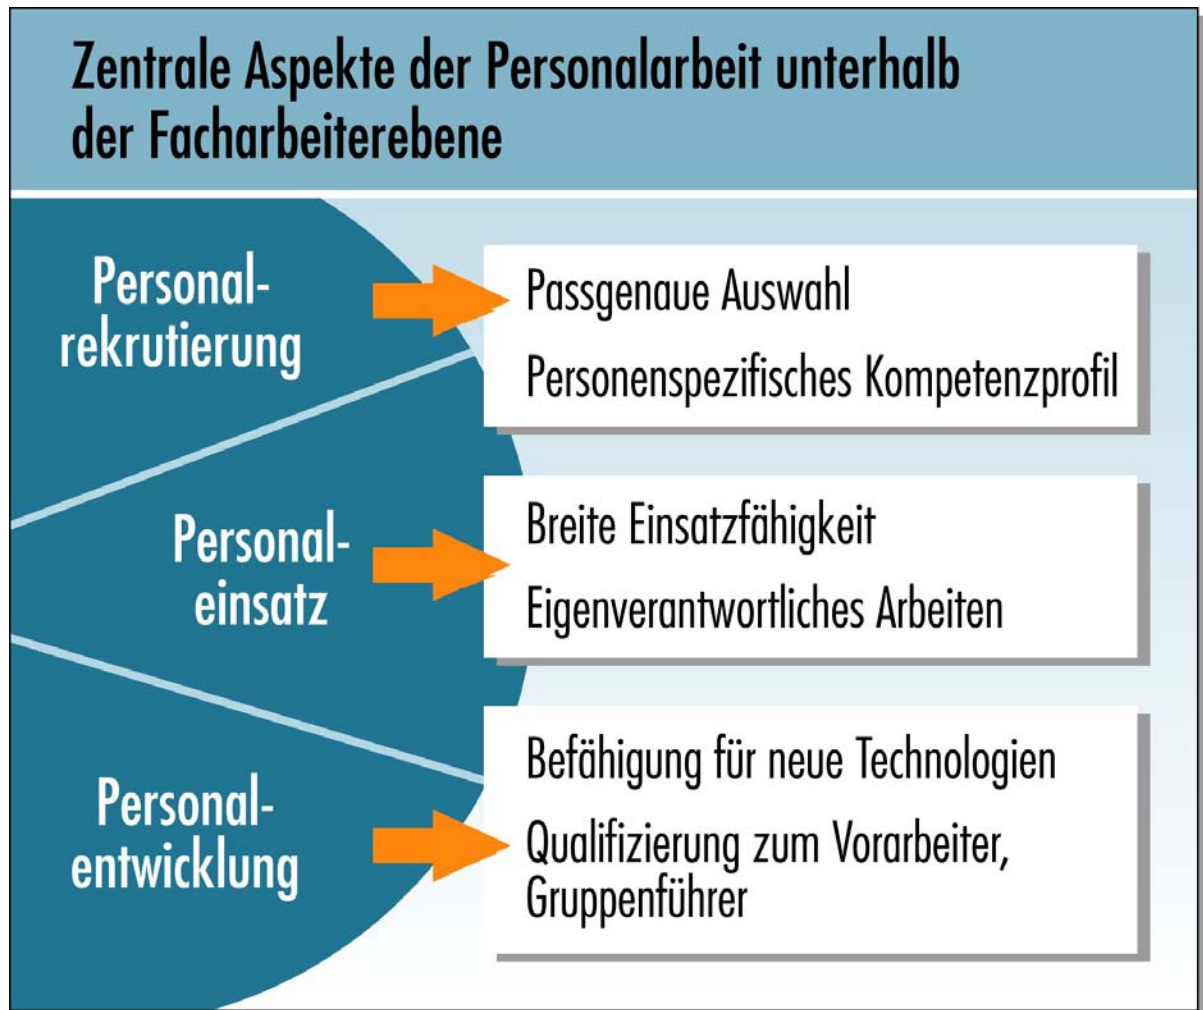 Zentrale Aspekte der Personalarbeit unterhalb
der Facharbeiterebene
Personal-
rekrutierung
Passgenaue Auswahl
Personenspezifisches Kompetenzprofil
Personal-
einsatz
Breite Einsatzfähigkeit
Eigenverantwortliches Arbeiten
Personal-
entwicklung
Befähigung für neue Technologien
Qualifizierung zum Vorarbeiter,
Gruppenführer